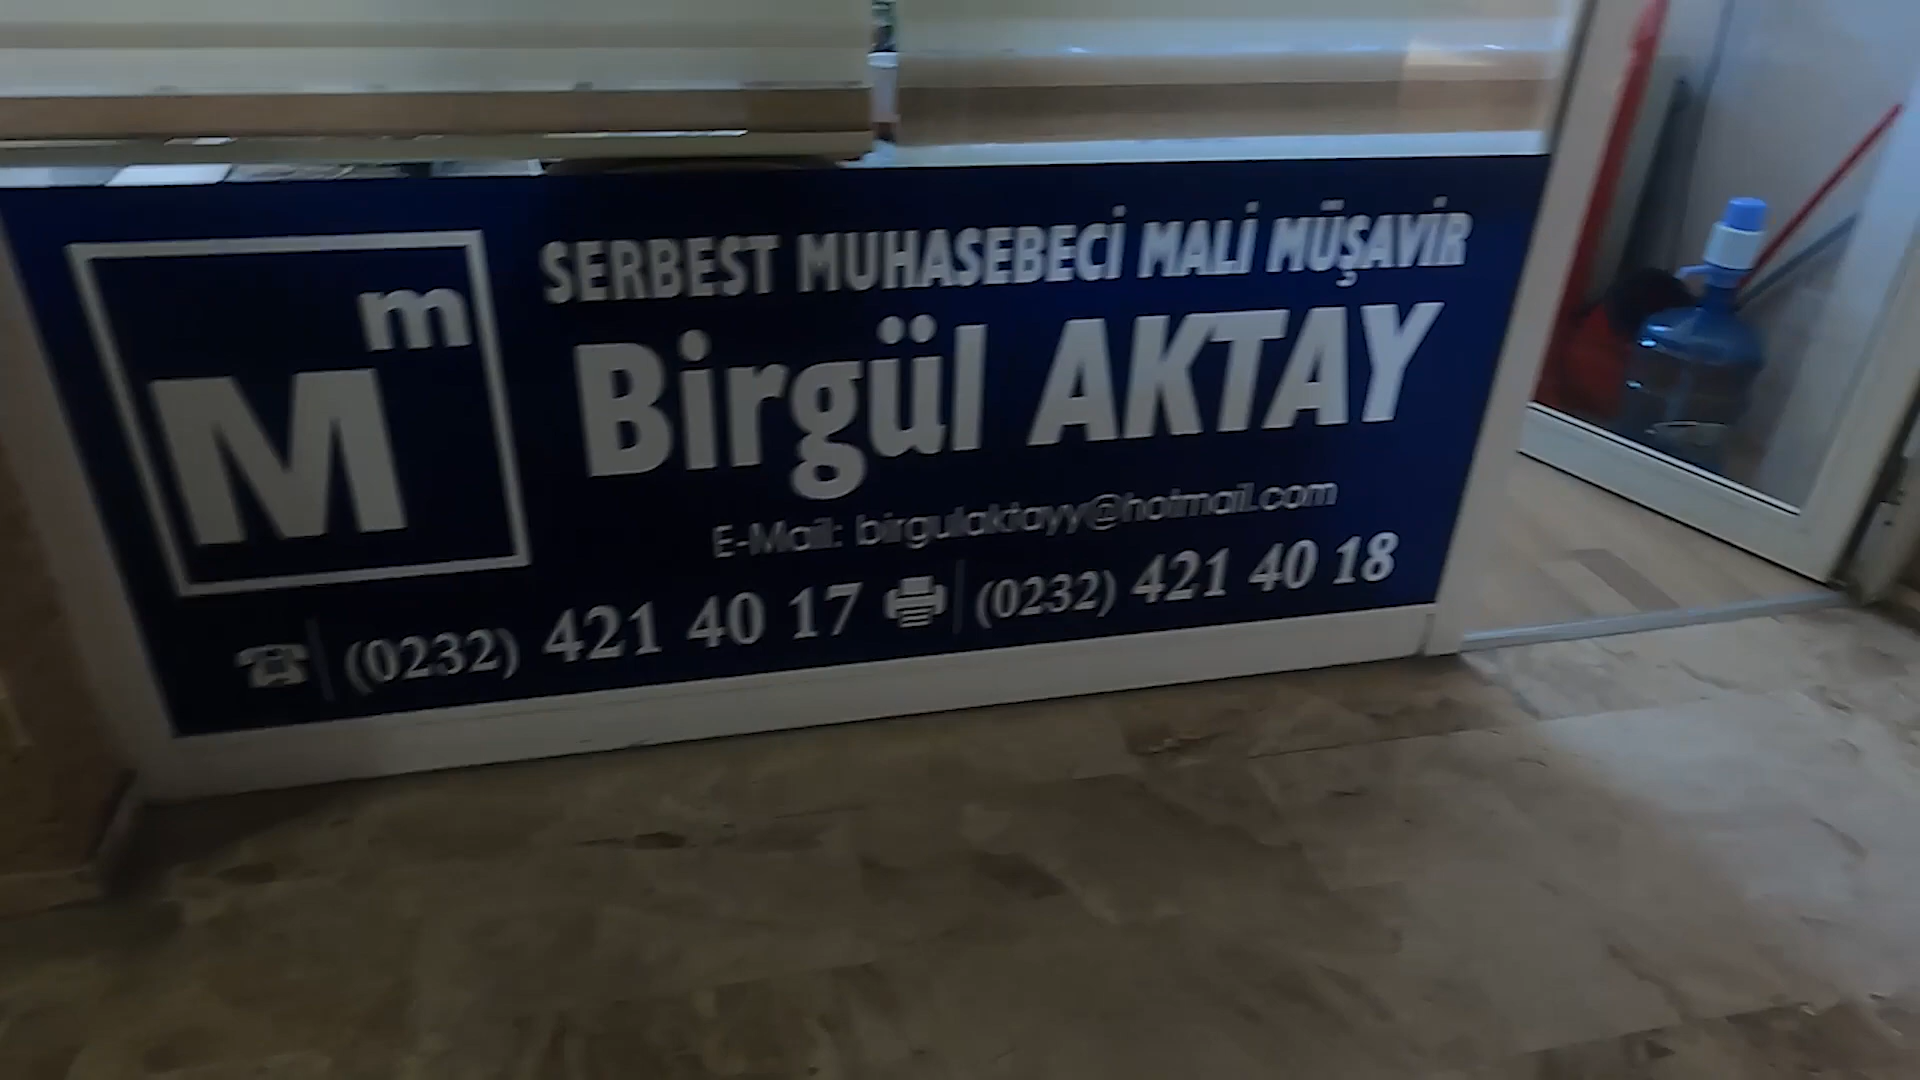 Mm
SERBEST MUHASEBECİ MALİ MÜŞAVİR
Birgül AKTAY
E-Mail: birgulaktayy@hotmail.com
(0232) 421 40 17 (0232) 421 40 18